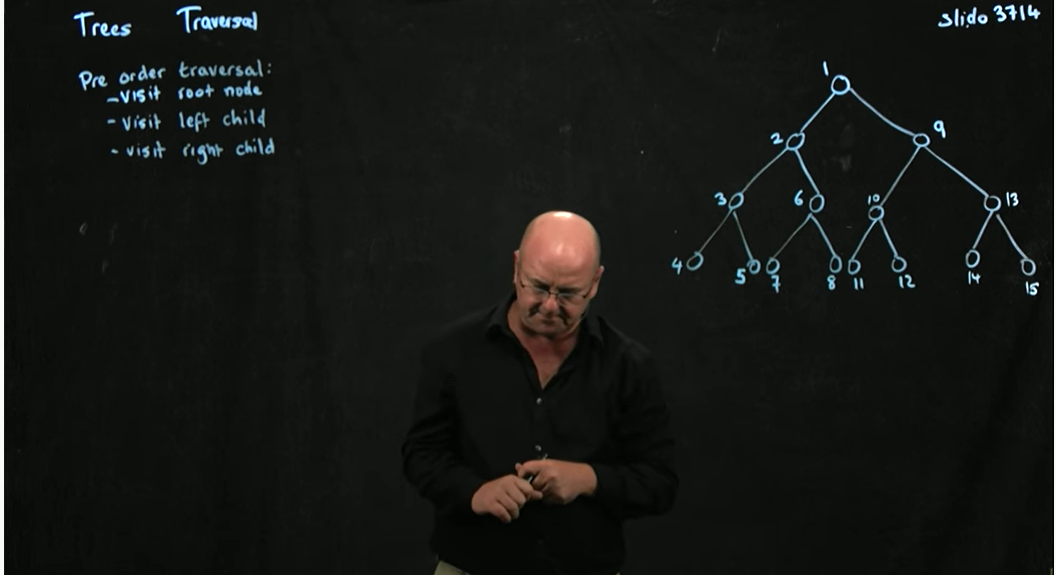 Trees Traversal
slido 3714
Pre order traversal:
- visit root node
- visit left child
- visit right child
1
2 9
3 6 10 13
4 5 7 8 11 12 14 15